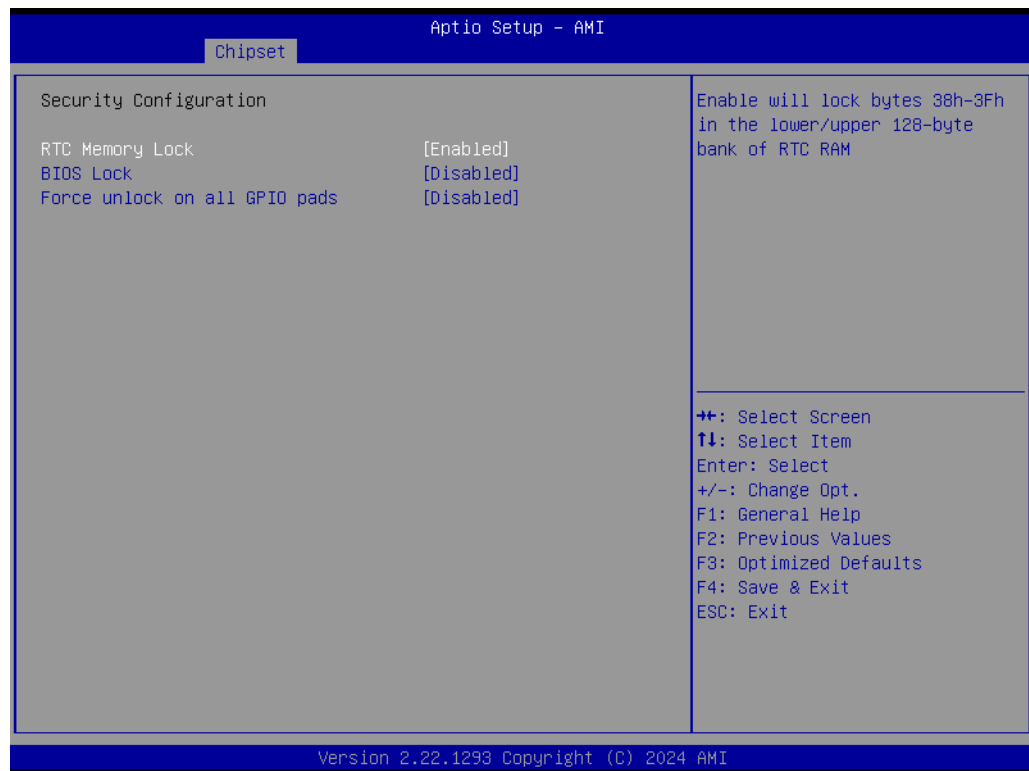 Aptio Setup – AMI
Chipset
Security Configuration
RTC Memory Lock [Enabled]
BIOS Lock [Disabled]
Force unlock on all GPIO pads [Disabled]
Enable will lock bytes 38h-3Fh
in the lower/upper 128-byte
bank of RTC RAM
→←: Select Screen
↑↓: Select Item
Enter: Select
+/-: Change Opt.
F1: General Help
F2: Previous Values
F3: Optimized Defaults
F4: Save & Exit
ESC: Exit
Version 2.22.1293 Copyright (C) 2024 AMI